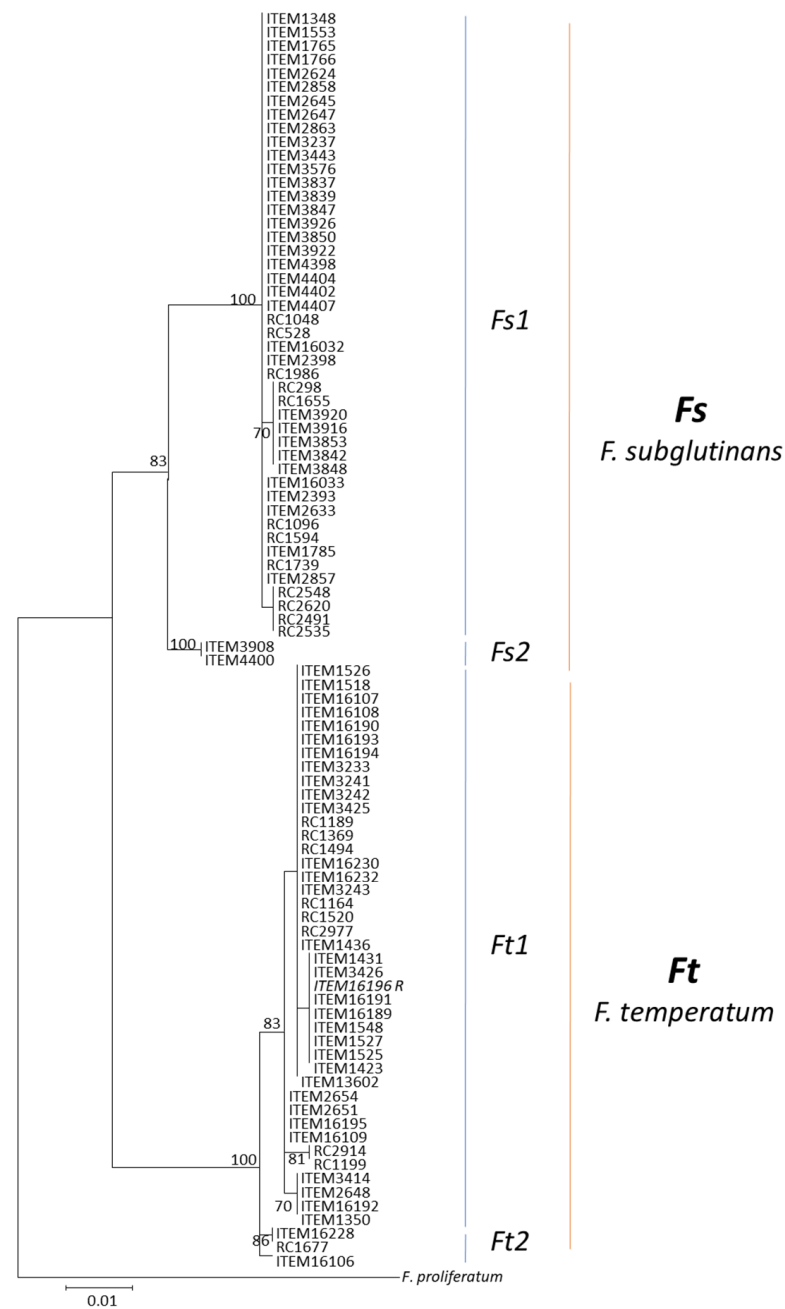 ITEM1348
ITEM1553
ITEM1765
ITEM1766
ITEM2624
ITEM2858
ITEM2645
ITEM2647
ITEM2863
ITEM3237
ITEM3443
ITEM3576
ITEM3837
ITEM3839
ITEM3847
ITEM3926
ITEM3850
ITEM3922
ITEM4398
ITEM4404
ITEM4402
100
ITEM4407
RC1048
Fs1
RC528
ITEM16032
ITEM2398
RC1986
RC298
RC1655
Fs
ITEM3920
ITEM3916
70
ITEM3853
F. subglutinans
ITEM3842
83
ITEM3848
ITEM16033
ITEM2393
ITEM2633
RC1096
RC1594
ITEM1785
RC1739
ITEM2857
RC2548
RC2620
RC2491
RC2535
100
ITEM3908
Fs2
ITEM4400
ITEM1526
ITEM1518
ITEM16107
ITEM16108
ITEM16190
ITEM16193
ITEM16194
ITEM3233
ITEM3241
ITEM3242
ITEM3425
RC1189
RC1369
RC1494
ITEM16230
ITEM16232
ITEM3243
RC1164
RC1520
RC2977
ITEM1436
Ft1
ITEM1431
ITEM3426
Ft
ITEM16196 R
ITEM16191
ITEM16189
F. temperatum
83
ITEM1548
ITEM1527
ITEM1525
ITEM1423
ITEM13602
ITEM2654
ITEM2651
ITEM16195
ITEM16109
RC2914
100
81
RC1199
ITEM3414
ITEM2648
70
ITEM16192
ITEM1350
ITEM16228
86
Ft2
RC1677
ITEM16106
F. proliferatum
0.01